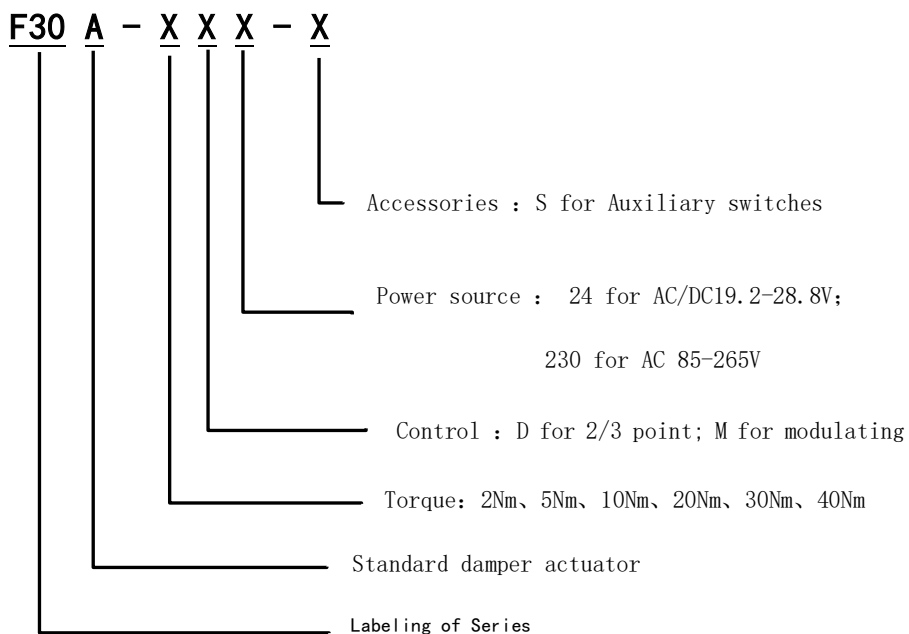 F30 A - X X X - X
Accessories : S for Auxiliary switches
Power source : 24 for AC/DC19.2-28.8V;
230 for AC 85-265V
Control : D for 2/3 point; M for modulating
Torque: 2Nm、5Nm、10Nm、20Nm、30Nm、40Nm
Standard damper actuator
Labeling of Series